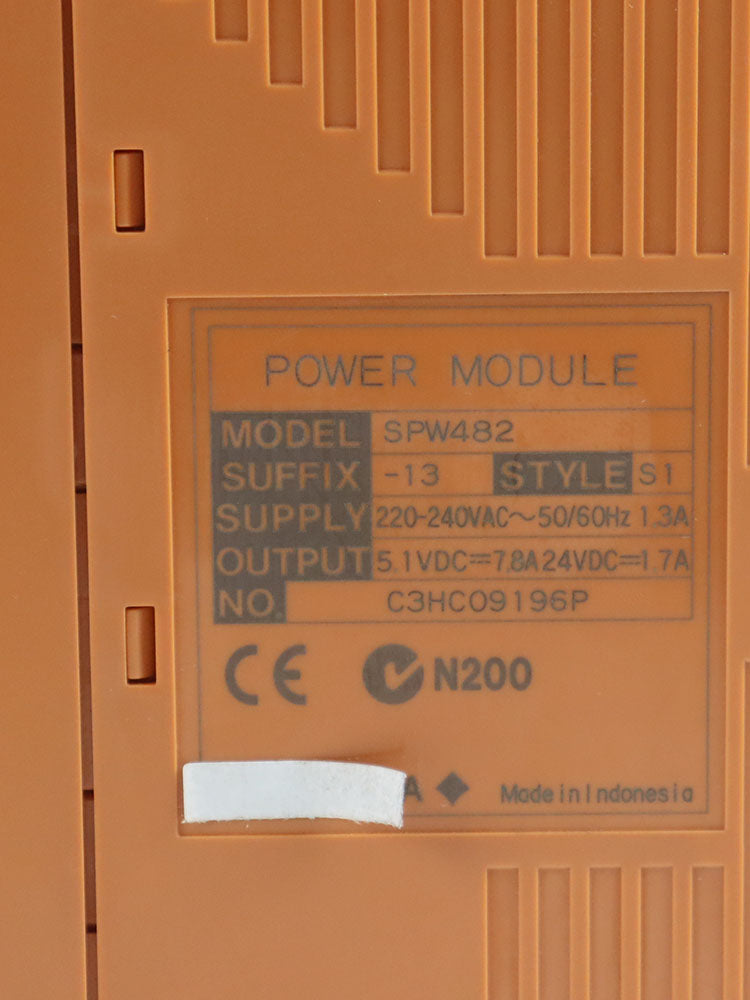 POWER MODULE
MODEL SPW482
SUFFIX -13 STYLE S1
SUPPLY 220-240VAC～50/60Hz 1.3A
OUTPUT 5.1VDC⎓7.8A 24VDC⎓1.7A
NO. C3HC09196P
CE N200
A ◆ Made in Indonesia